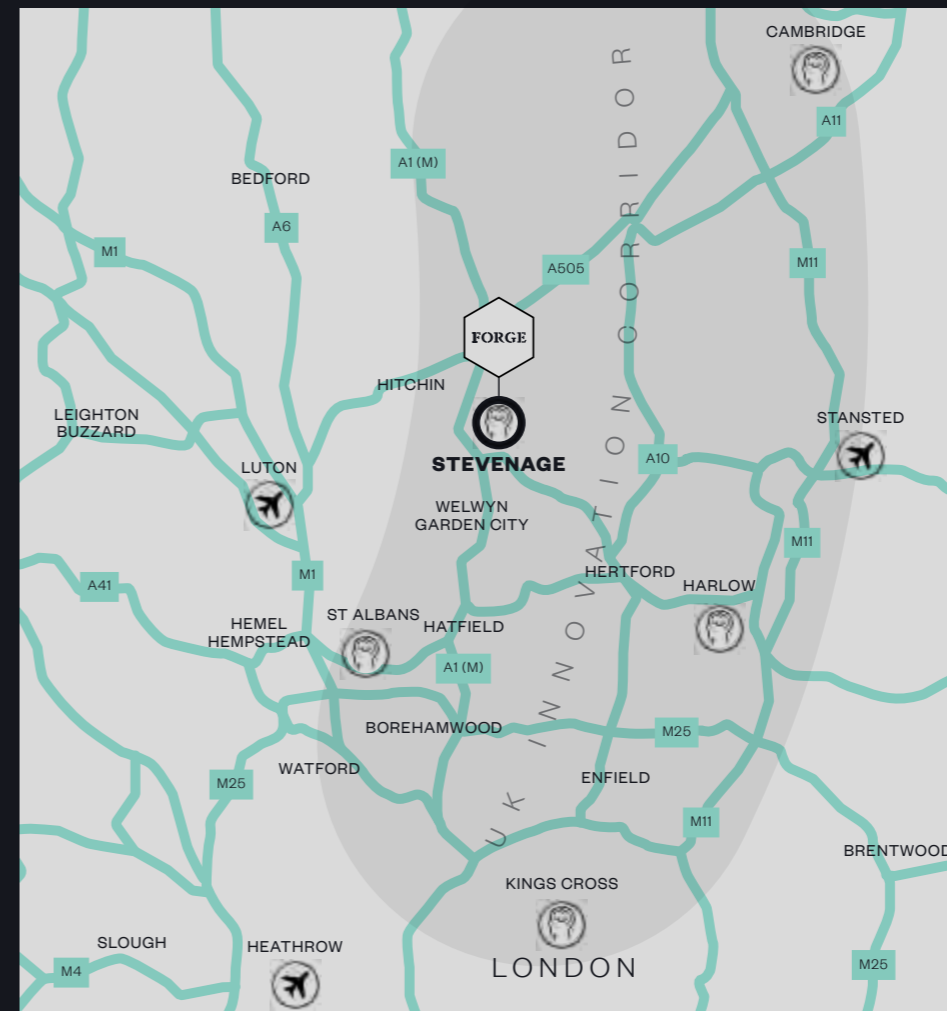 CAMBRIDGE
A11
A1 (M)
BEDFORD
A6
M1
M11
A505
FORGE
HITCHIN
LEIGHTON
BUZZARD
STANSTED
STEVENAGE
A10
LUTON
WELWYN
GARDEN CITY
M11
M1
A41
HERTFORD
HARLOW
ST ALBANS
HATFIELD
HEMEL
HEMPSTEAD
A1 (M)
BOREHAMWOOD
M25
WATFORD
ENFIELD
M25
M11
UK INNOVATION CORRIDOR
BRENTWOOD
KINGS CROSS
SLOUGH
HEATHROW
LONDON
M4
M25